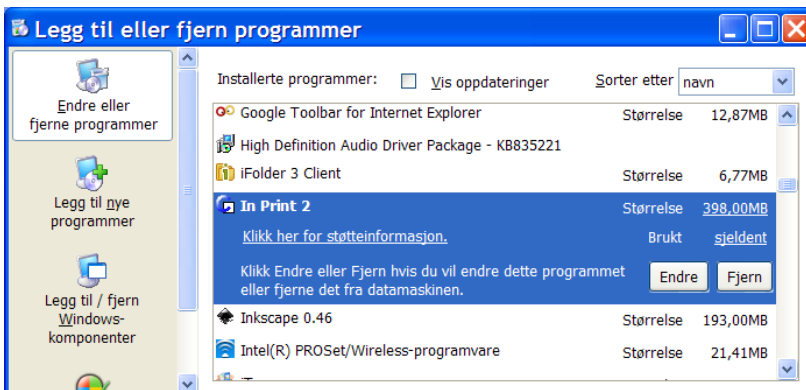 Legg til eller fjern programmer
Endre eller
fjerne programmer
Legg til nye
programmer
Legg til / fjern
Windows-
komponenter
Installerte programmer: Vis oppdateringer Sorter etter navn
Google Toolbar for Internet Explorer Størrelse 12,87MB
High Definition Audio Driver Package - KB835221
iFolder 3 Client Størrelse 6,77MB
In Print 2 Størrelse 398,00MB
Klikk her for støtteinformasjon. Brukt sjeldent
Klikk Endre eller Fjern hvis du vil endre dette programmet
eller fjerne det fra datamaskinen. Endre Fjern
Inkscape 0.46 Størrelse 193,00MB
Intel(R) PROSet/Wireless-programvare Størrelse 21,41MB